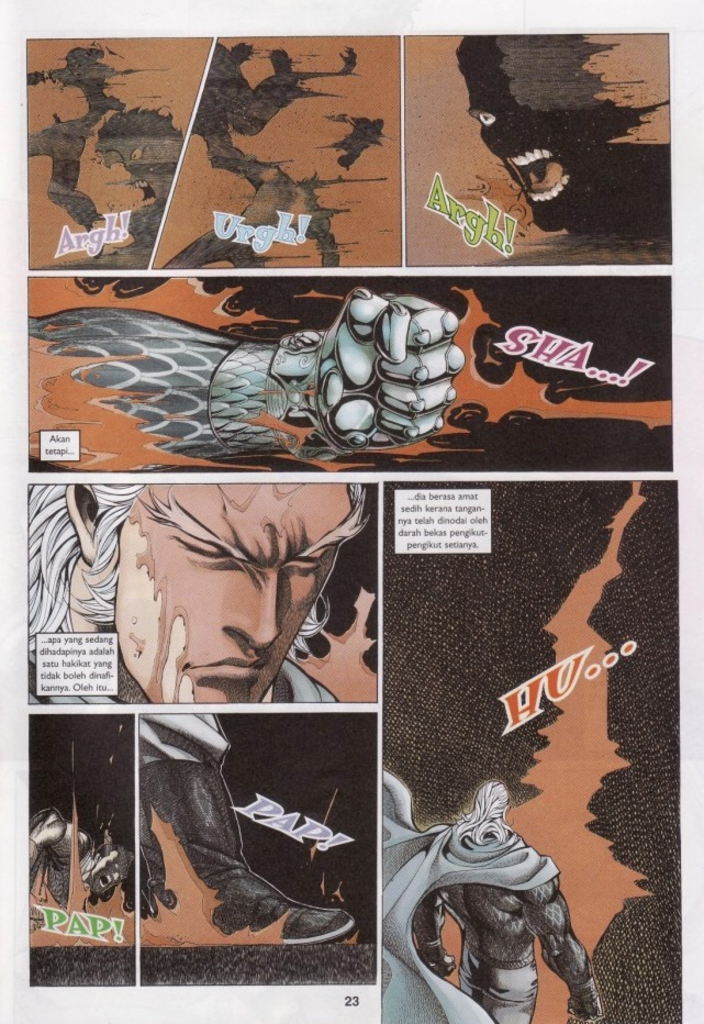 Argh!
Urgh!
Argh!
SHA....!
Akan
tetapi...
...apa yang sedang
dihadapinya adalah
satu hakikat yang
tidak boleh dinafi-
kannya. Oleh itu...
...dia berasa amat
sedih kerana tangan-
nya telah dinodai oleh
darah bekas pengikut-
pengikut setianya.
HU...
PAP!
PAP!
23